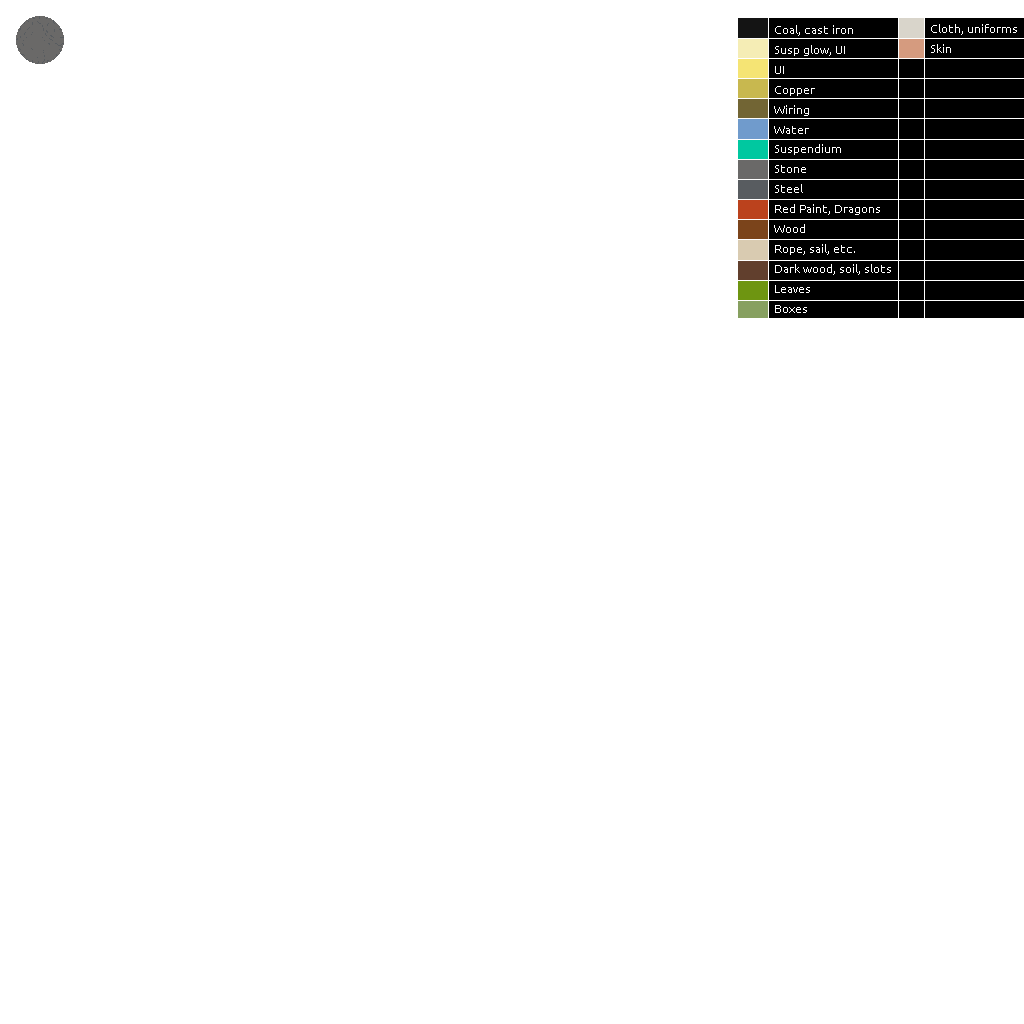 Coal, cast iron
Cloth, uniforms
Susp glow, UI
Skin
UI
Copper
Wiring
Water
Suspendium
Stone
Steel
Red Paint, Dragons
Wood
Rope, sail, etc.
Dark wood, soil, slots
Leaves
Boxes